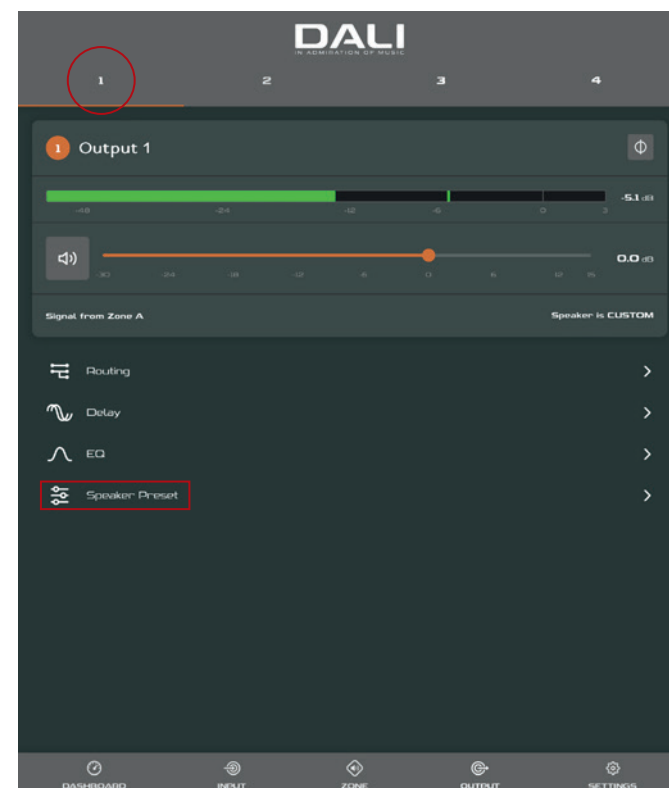 DALI
IN ADMIRATION OF MUSIC
1 2 3 4
1 Output 1
-5.1 dB
-48 -24 -12 -6 0 3
0.0 dB
-30 -24 -18 -12 -6 0 6 12 15
Signal from Zone A Speaker is CUSTOM
Routing
Delay
EQ
Speaker Preset
DASHBOARD INPUT ZONE OUTPUT SETTINGS